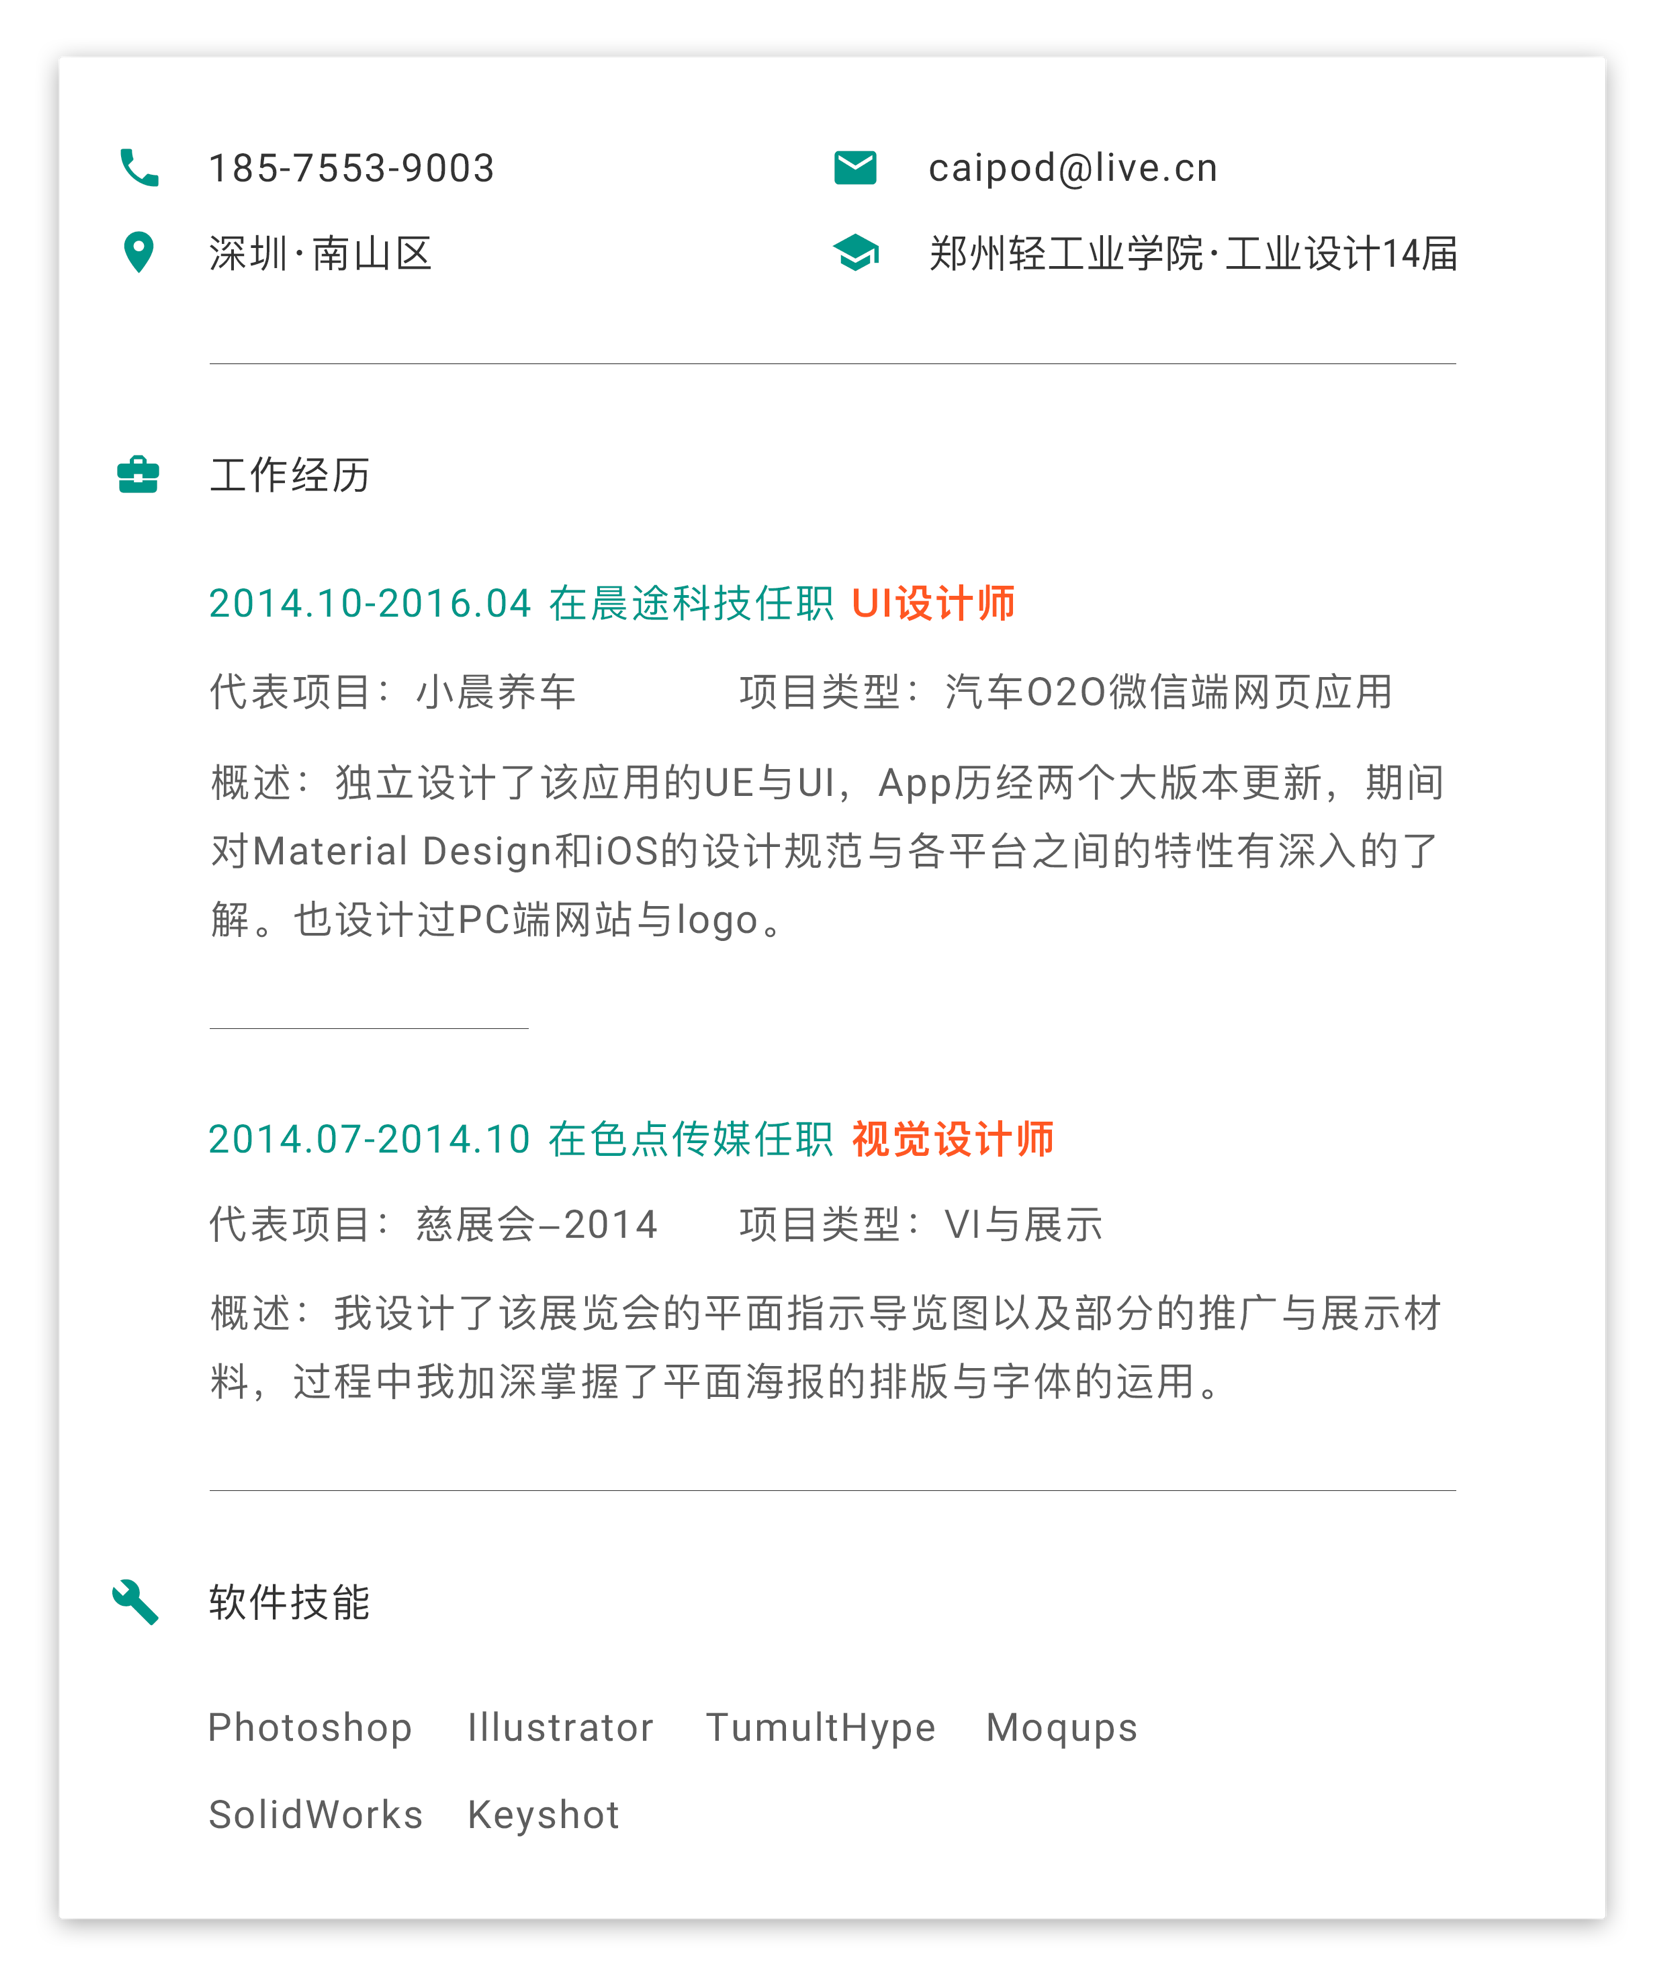 185-7553-9003
caipod@live.cn
深圳·南山区
郑州轻工业学院·工业设计14届
工作经历
2014.10-2016.04 在晨途科技任职 UI设计师
代表项目：小晨养车 项目类型：汽车O2O微信端网页应用
概述：独立设计了该应用的UE与UI，App历经两个大版本更新，期间
对Material Design和iOS的设计规范与各平台之间的特性有深入的了
解。也设计过PC端网站与logo。
2014.07-2014.10 在色点传媒任职 视觉设计师
代表项目：慈展会–2014 项目类型：VI与展示
概述：我设计了该展览会的平面指示导览图以及部分的推广与展示材
料，过程中我加深掌握了平面海报的排版与字体的运用。
软件技能
Photoshop Illustrator TumultHype Moqups
SolidWorks Keyshot